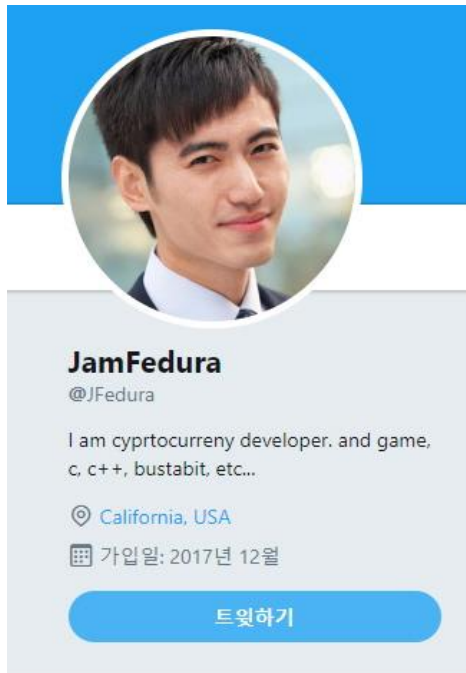 JamFedura
@JFedura
I am cyprtocurreny developer. and game,
c, c++, bustabit, etc...
California, USA
가입일: 2017년 12월
트윗하기